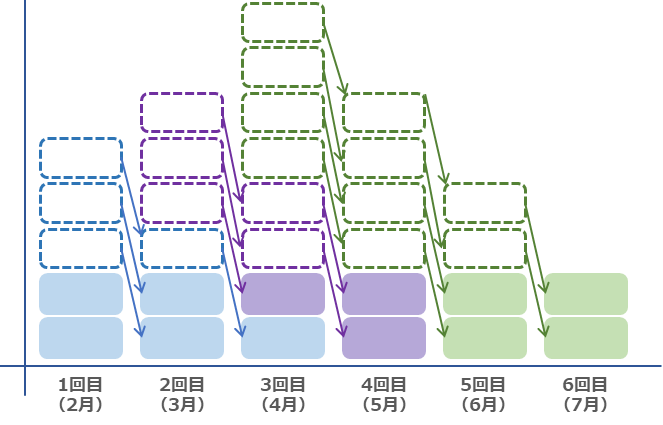 1回目
（2月）
2回目
（3月）
3回目
（4月）
4回目
（5月）
5回目
（6月）
6回目
（7月）